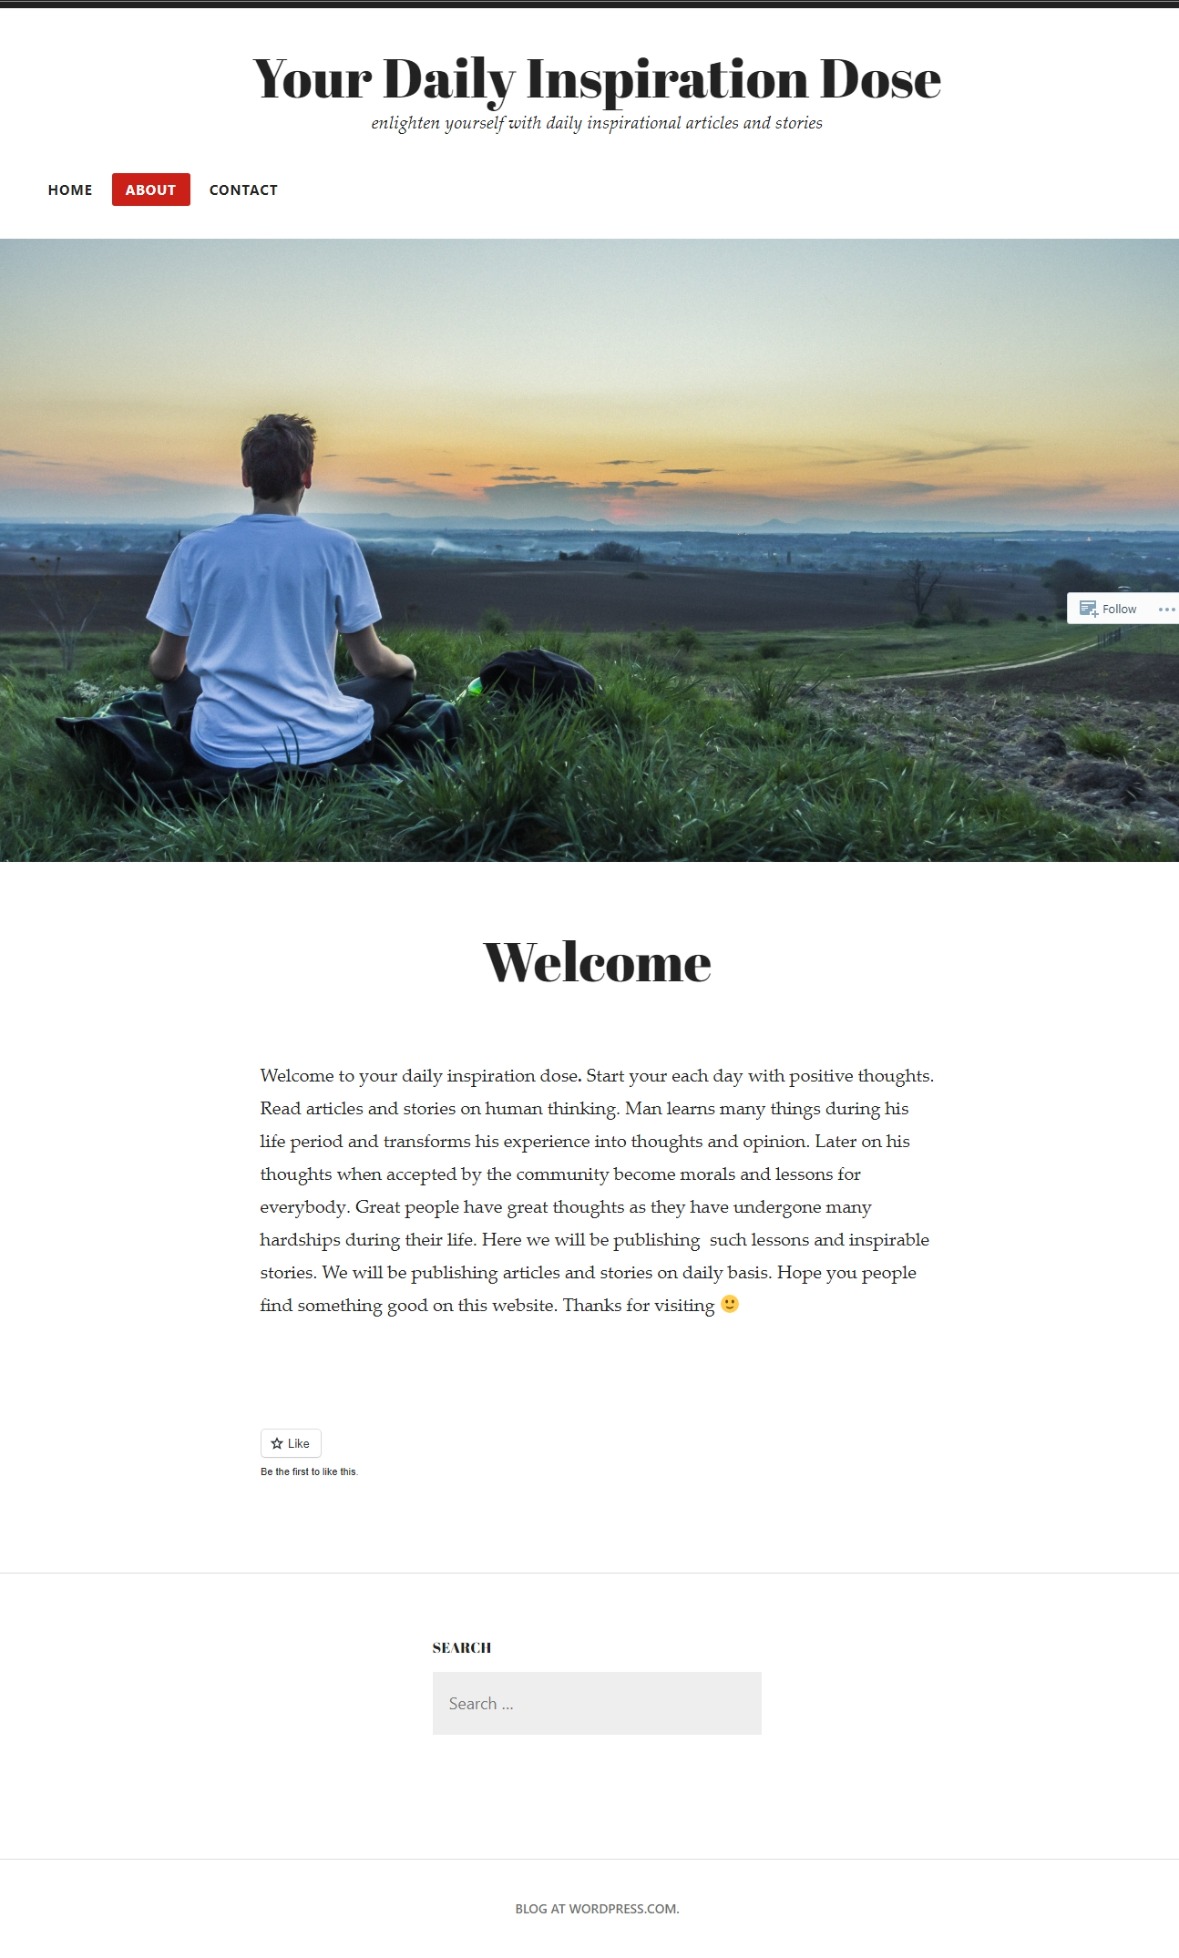 Your Daily Inspiration Dose
enlighten yourself with daily inspirational articles and stories
HOME ABOUT CONTACT
Follow
Welcome
Welcome to your daily inspiration dose. Start your each day with positive thoughts.
Read articles and stories on human thinking. Man learns many things during his
life period and transforms his experience into thoughts and opinion. Later on his
thoughts when accepted by the community become morals and lessons for
everybody. Great people have great thoughts as they have undergone many
hardships during their life. Here we will be publishing  such lessons and inspirable
stories. We will be publishing articles and stories on daily basis. Hope you people
find something good on this website. Thanks for visiting 🙂
Like
Be the first to like this.
SEARCH
Search ...
BLOG AT WORDPRESS.COM.